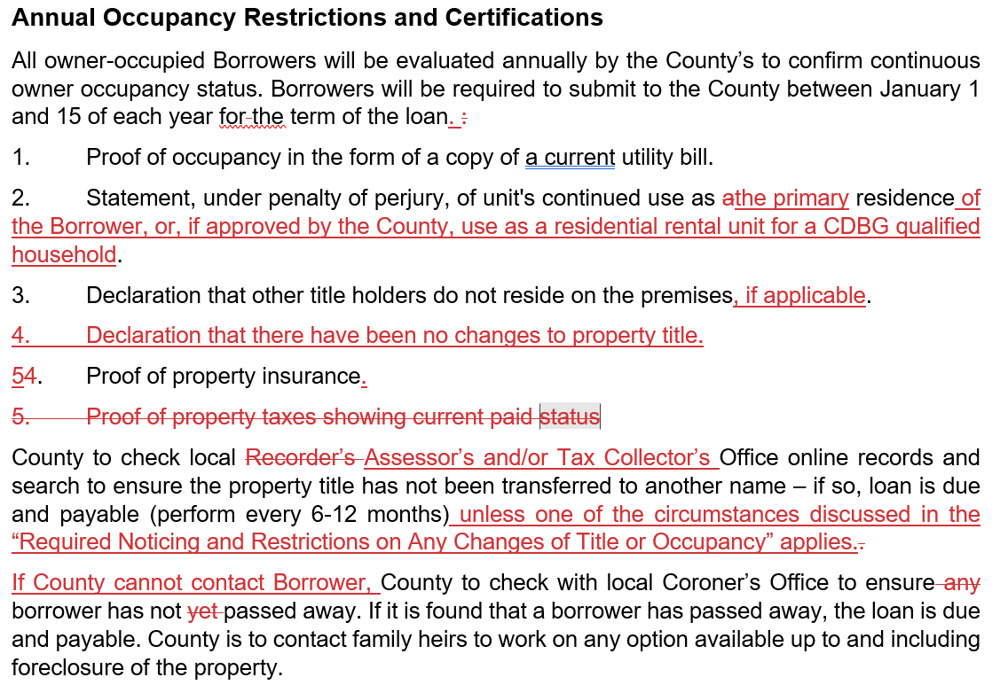 Annual Occupancy Restrictions and Certifications
All owner-occupied Borrowers will be evaluated annually by the County’s to confirm continuous
owner occupancy status. Borrowers will be required to submit to the County between January 1
and 15 of each year for the term of the loan. :
1. Proof of occupancy in the form of a copy of a current utility bill.
2. Statement, under penalty of perjury, of unit's continued use as athe primary residence of
the Borrower, or, if approved by the County, use as a residential rental unit for a CDBG qualified
household.
3. Declaration that other title holders do not reside on the premises, if applicable.
4. Declaration that there have been no changes to property title.
54. Proof of property insurance.
5. Proof of property taxes showing current paid status
County to check local Recorder’s Assessor’s and/or Tax Collector’s Office online records and
search to ensure the property title has not been transferred to another name – if so, loan is due
and payable (perform every 6-12 months) unless one of the circumstances discussed in the
“Required Noticing and Restrictions on Any Changes of Title or Occupancy” applies..
If County cannot contact Borrower, County to check with local Coroner’s Office to ensure any
borrower has not yet passed away. If it is found that a borrower has passed away, the loan is due
and payable. County is to contact family heirs to work on any option available up to and including
foreclosure of the property.